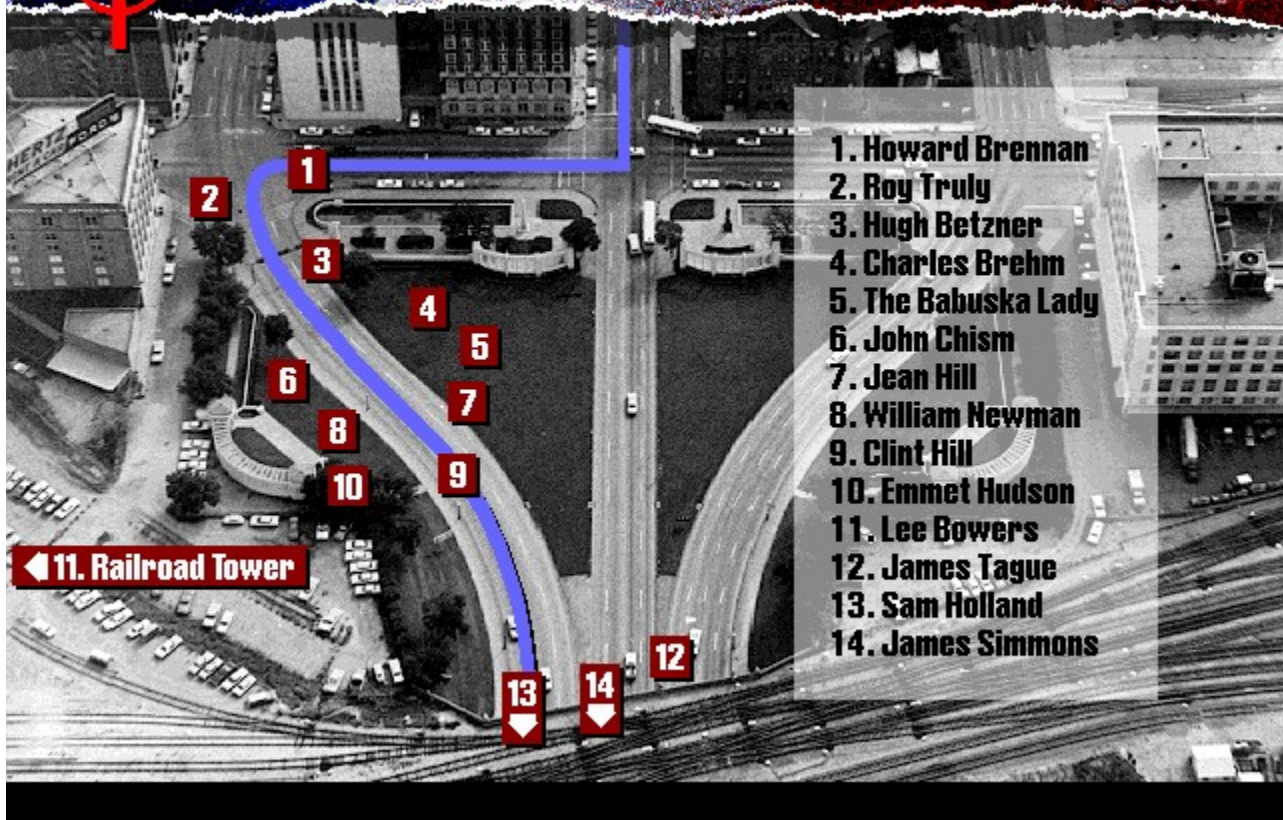 HERTZ
FORDS
1. Howard Brennan
2. Roy Truly
3. Hugh Betzner
4. Charles Brehm
5. The Babuska Lady
6. John Chism
7. Jean Hill
8. William Newman
9. Clint Hill
10. Emmet Hudson
11. Lee Bowers
12. James Tague
13. Sam Holland
14. James Simmons
1
2
3
4
5
6
7
8
9
10
11. Railroad Tower
12
13
14